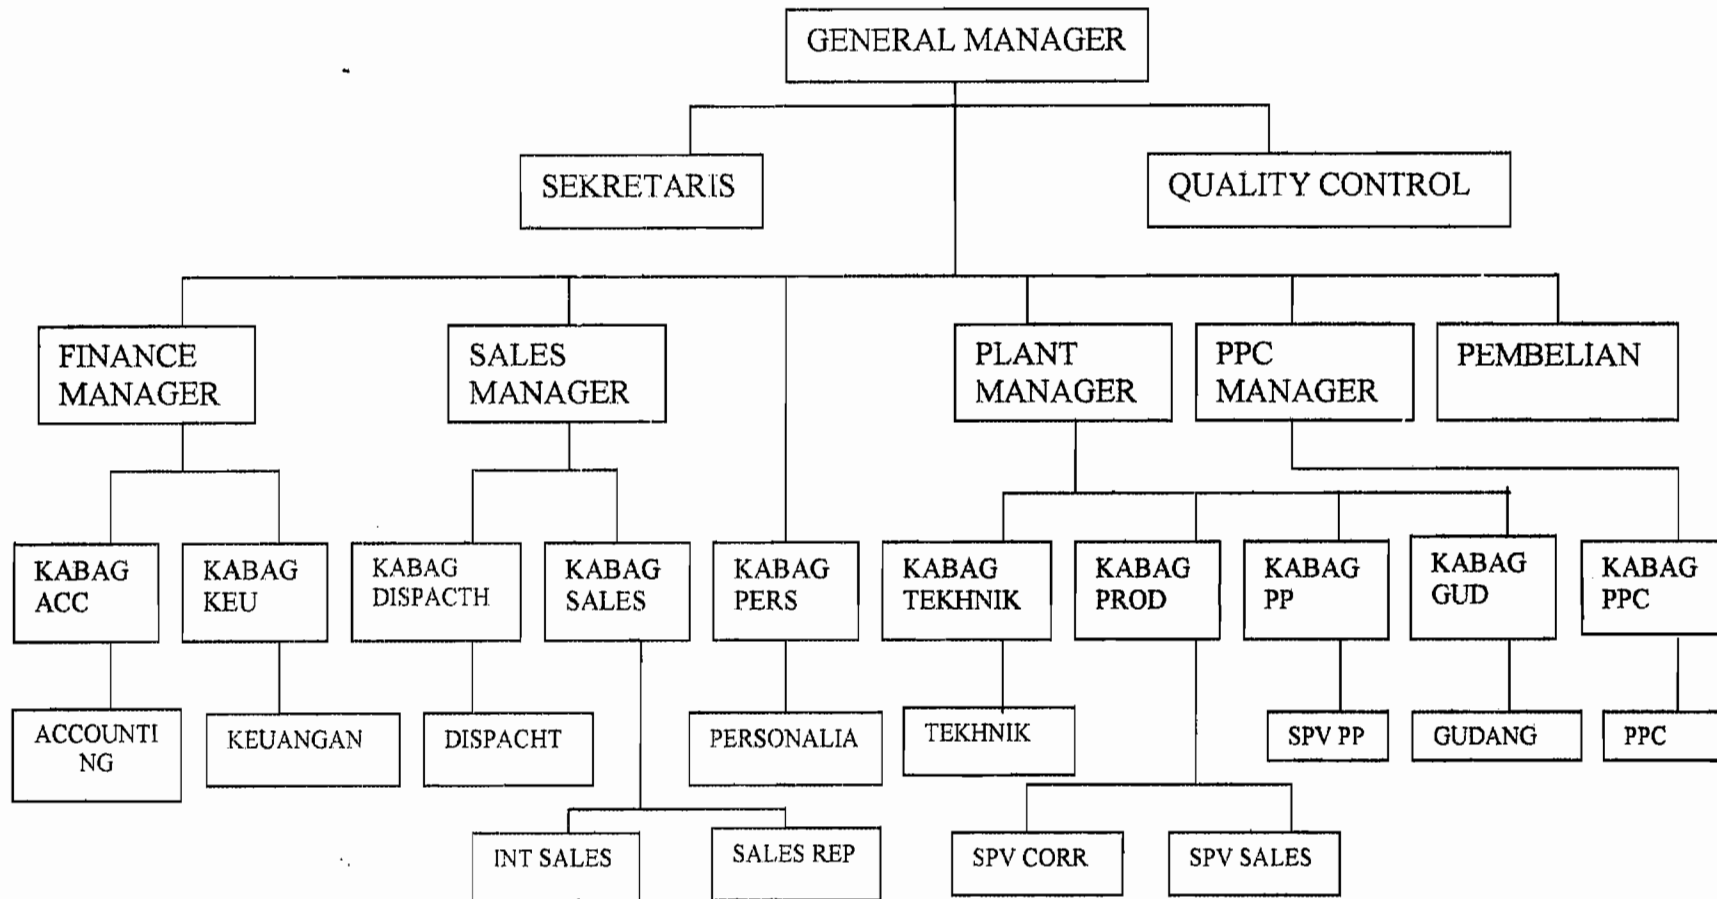 GENERAL MANAGER
SEKRETARIS
QUALITY CONTROL
FINANCE
MANAGER
SALES
MANAGER
PLANT
MANAGER
PPC
MANAGER
PEMBELIAN
KABAG
ACC
KABAG
KEU
KABAG
DISPACTH
KABAG
SALES
KABAG
PERS
KABAG
TEKHNIK
KABAG
PROD
KABAG
PP
KABAG
GUD
KABAG
PPC
ACCOUNTI
NG
KEUANGAN
DISPACHT
PERSONALIA
TEKHNIK
SPV PP
GUDANG
PPC
INT SALES
SALES REP
SPV CORR
SPV SALES